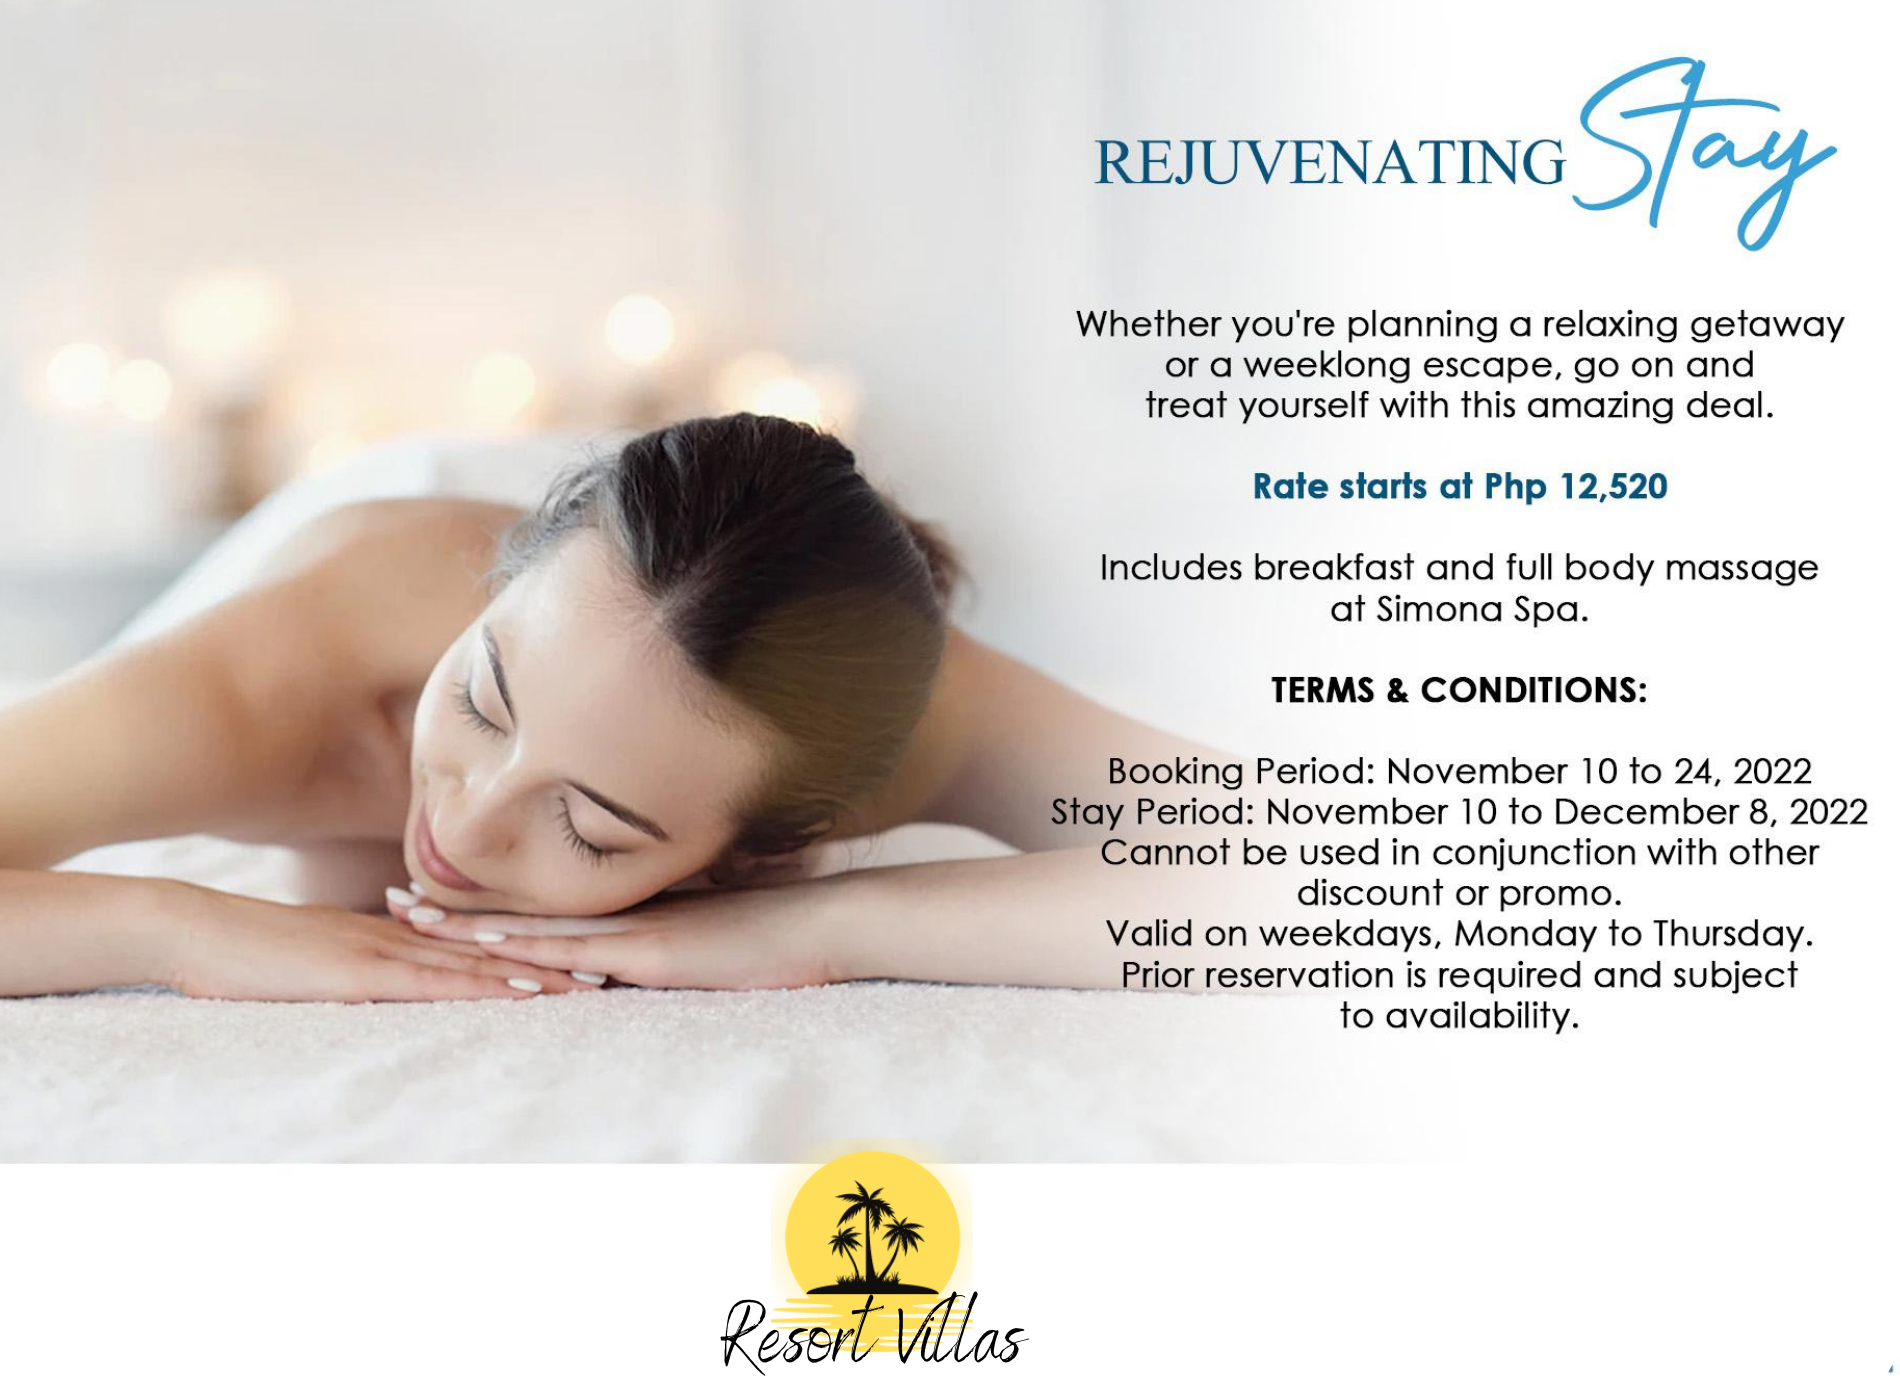 REJUVENATING Stay
Whether you're planning a relaxing getaway
or a weeklong escape, go on and
treat yourself with this amazing deal.
Rate starts at Php 12,520
Includes breakfast and full body massage
at Simona Spa.
TERMS & CONDITIONS:
Booking Period: November 10 to 24, 2022
Stay Period: November 10 to December 8, 2022
Cannot be used in conjunction with other
discount or promo.
Valid on weekdays, Monday to Thursday.
Prior reservation is required and subject
to availability.
Resort Villas